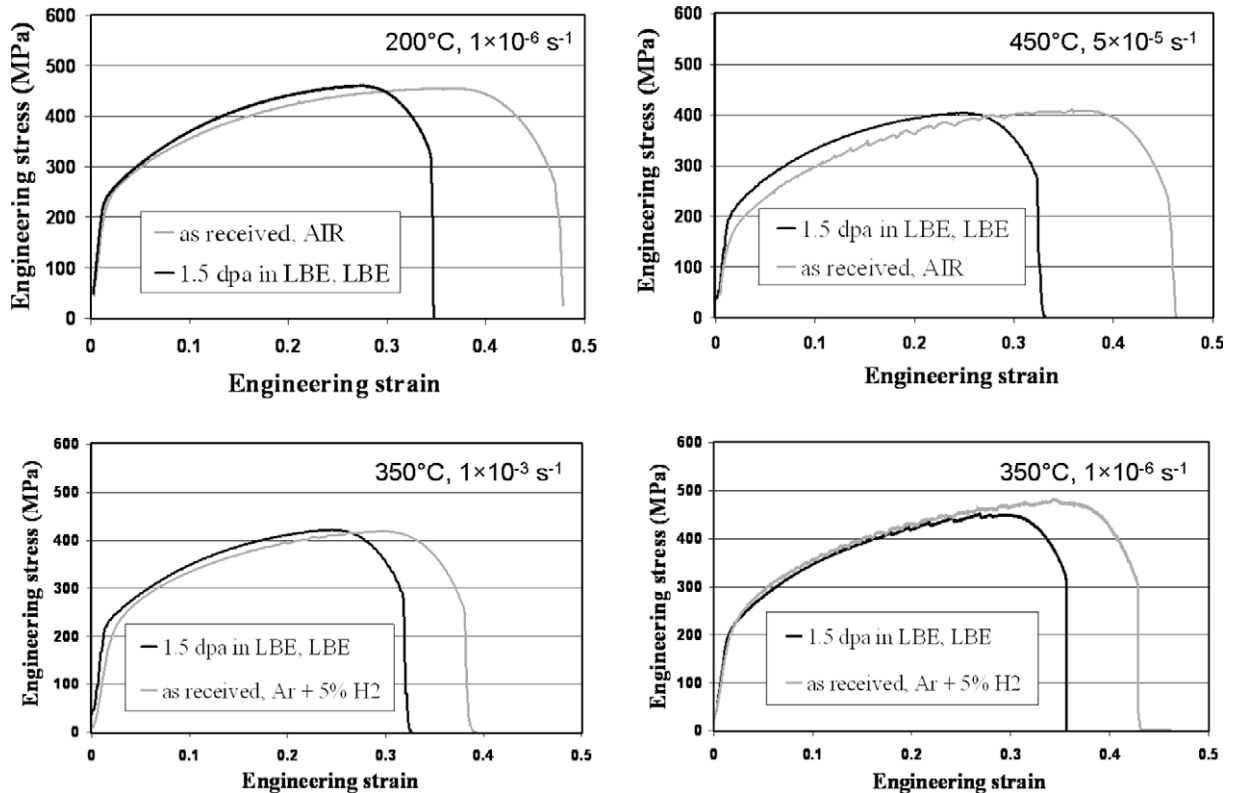 Engineering stress (MPa)
600
500
400
300
200
100
0
200°C, 1×10⁻⁶ s⁻¹
as received, AIR
1.5 dpa in LBE, LBE
0 0.1 0.2 0.3 0.4 0.5
Engineering strain
Engineering stress (MPa)
600
500
400
300
200
100
0
450°C, 5×10⁻⁵ s⁻¹
1.5 dpa in LBE, LBE
as received, AIR
0 0.1 0.2 0.3 0.4 0.5
Engineering strain
Engineering stress (MPa)
600
500
400
300
200
100
0
350°C, 1×10⁻³ s⁻¹
1.5 dpa in LBE, LBE
as received, Ar + 5% H2
0 0.1 0.2 0.3 0.4 0.5
Engineering strain
Engineering stress (MPa)
600
500
400
300
200
100
0
350°C, 1×10⁻⁶ s⁻¹
1.5 dpa in LBE, LBE
as received, Ar + 5% H2
0 0.1 0.2 0.3 0.4 0.5
Engineering strain